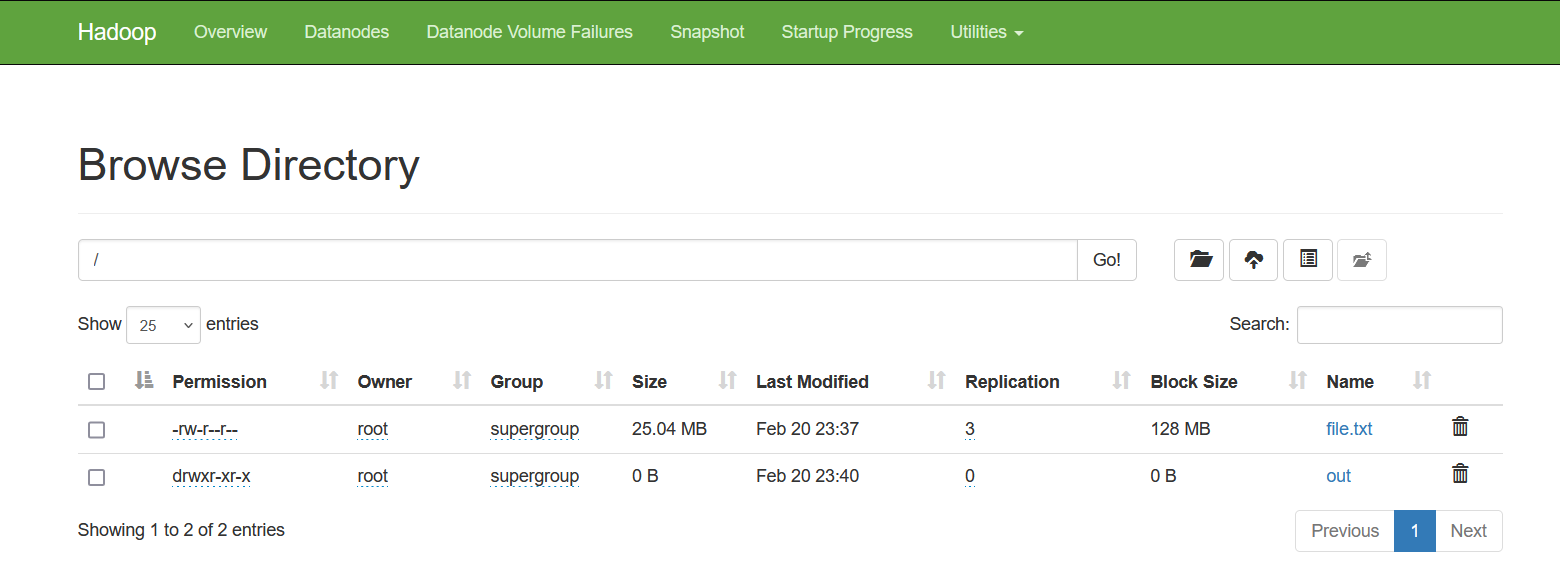 Hadoop Overview Datanodes Datanode Volume Failures Snapshot Startup Progress Utilities
Browse Directory
/ Go!
Show 25 entries Search:
Permission Owner Group Size Last Modified Replication Block Size Name
-rw-r--r-- root supergroup 25.04 MB Feb 20 23:37 3 128 MB file.txt
drwxr-xr-x root supergroup 0 B Feb 20 23:40 0 0 B out
Showing 1 to 2 of 2 entries Previous 1 Next